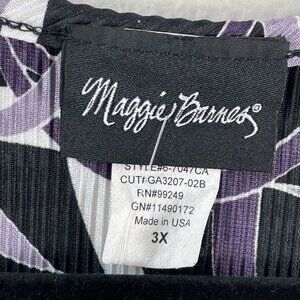 Maggie Barnes®
STYLE#6-7047CA
CUT#GA3207-02B
RN#99249
GN#11490172
Made in USA
3X